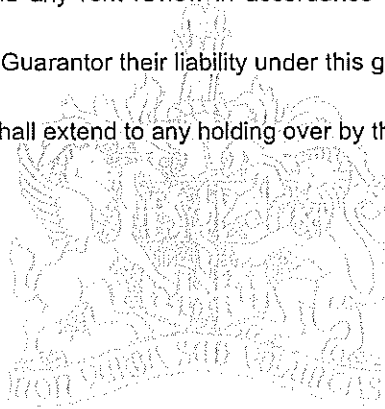 any rent review in accordance
Guarantor their liability under this g
hall extend to any holding over by th